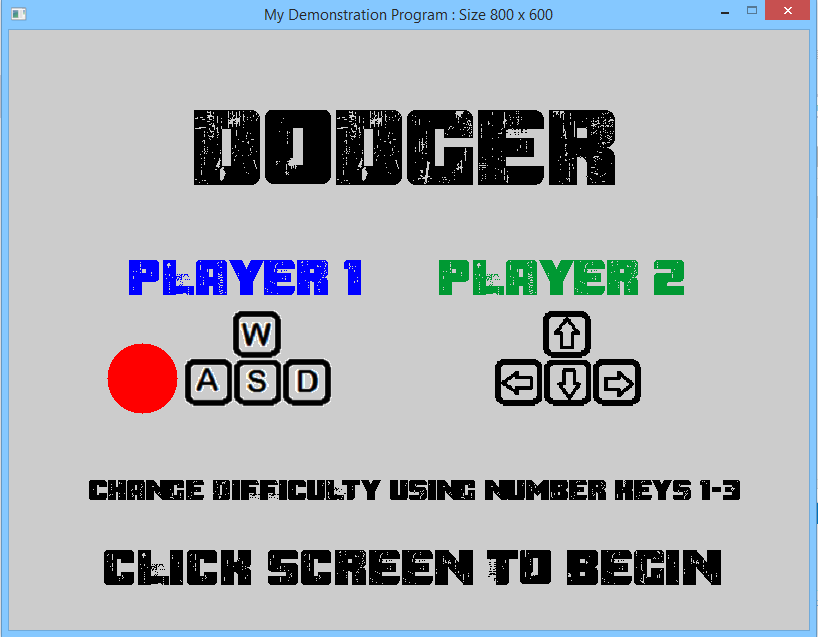 My Demonstration Program : Size 800 x 600
DODGER
PLAYER 1 PLAYER 2
W
A S D
CHANGE DIFFICULTY USING NUMBER KEYS 1-3
CLICK SCREEN TO BEGIN